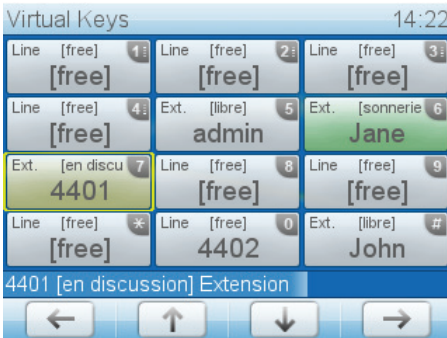 Virtual Keys 14:22
Line [free] 1 Line [free] 2 Line [free] 3
[free] [free] [free]
Line [free] 4 Ext. [libre] 5 Ext. [sonnerie 6
[free] admin Jane
Ext. [en discu 7 Line [free] 8 Line [free] 9
4401 [free] [free]
Line [free] * Line [free] 0 Ext. [libre] #
[free] 4402 John
4401 [en discussion] Extension